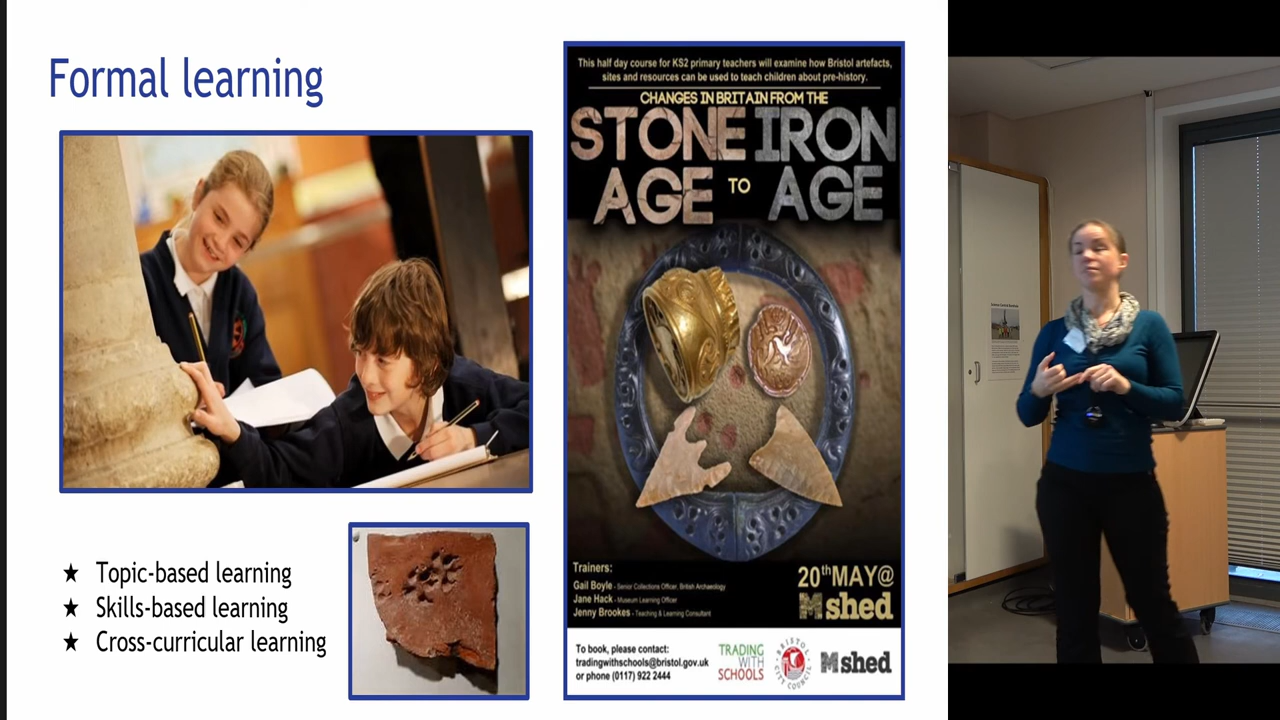 Formal learning
★ Topic-based learning
★ Skills-based learning
★ Cross-curricular learning
This half day course for KS2 primary teachers will examine how Bristol artefacts,
sites and resources can be used to teach children about pre-history.
CHANGES IN BRITAIN FROM THE
STONE IRON
AGE TO AGE
Trainers:
Gail Boyle - Senior Collections Officer, British Archaeology
Jane Hack - Museum Learning Officer
Jenny Brookes - Teaching & Learning Consultant
20th MAY@
M shed
To book, please contact:
tradingwithschools@bristol.gov.uk
or phone (0117) 922 2444
TRADING
WITH
SCHOOLS
BRISTOL
CITY COUNCIL
M shed